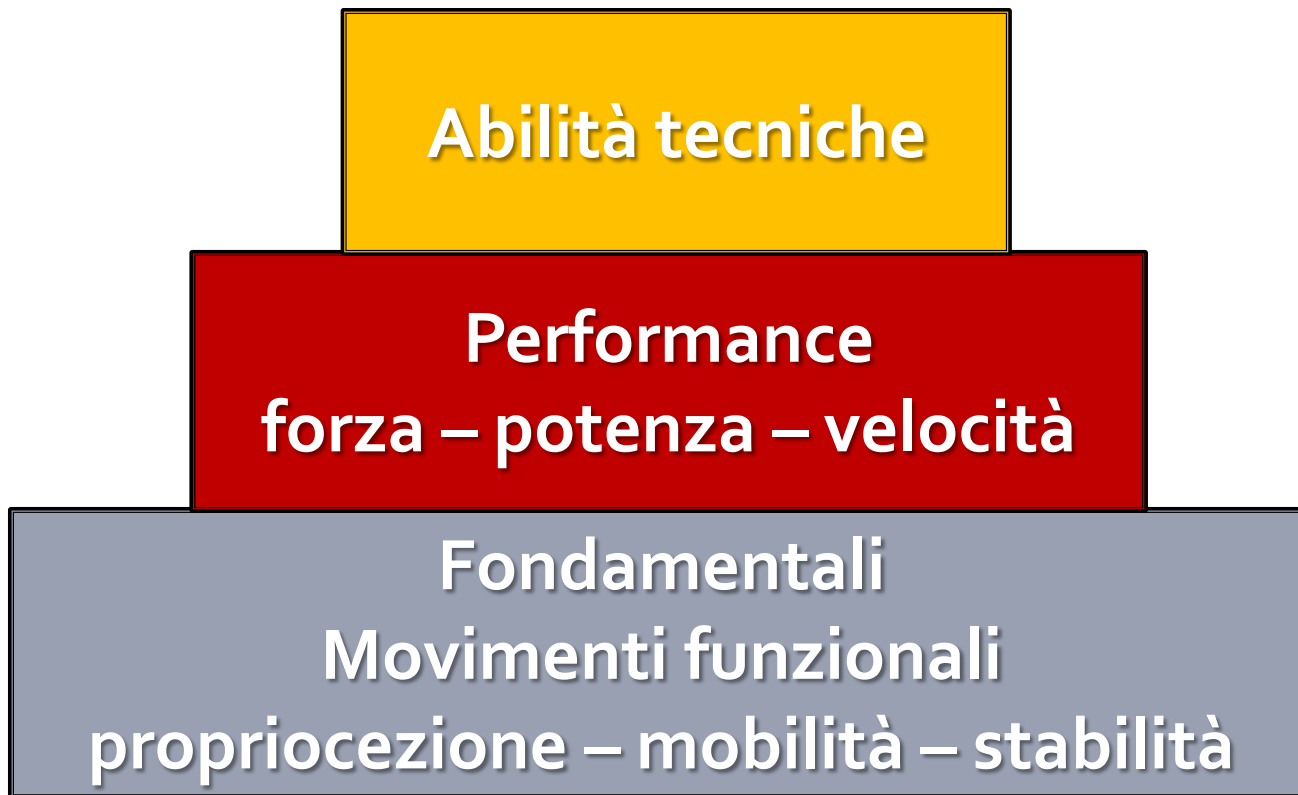 Abilità tecniche
Performance
forza – potenza – velocità
Fondamentali
Movimenti funzionali
propriocezione – mobilità – stabilità